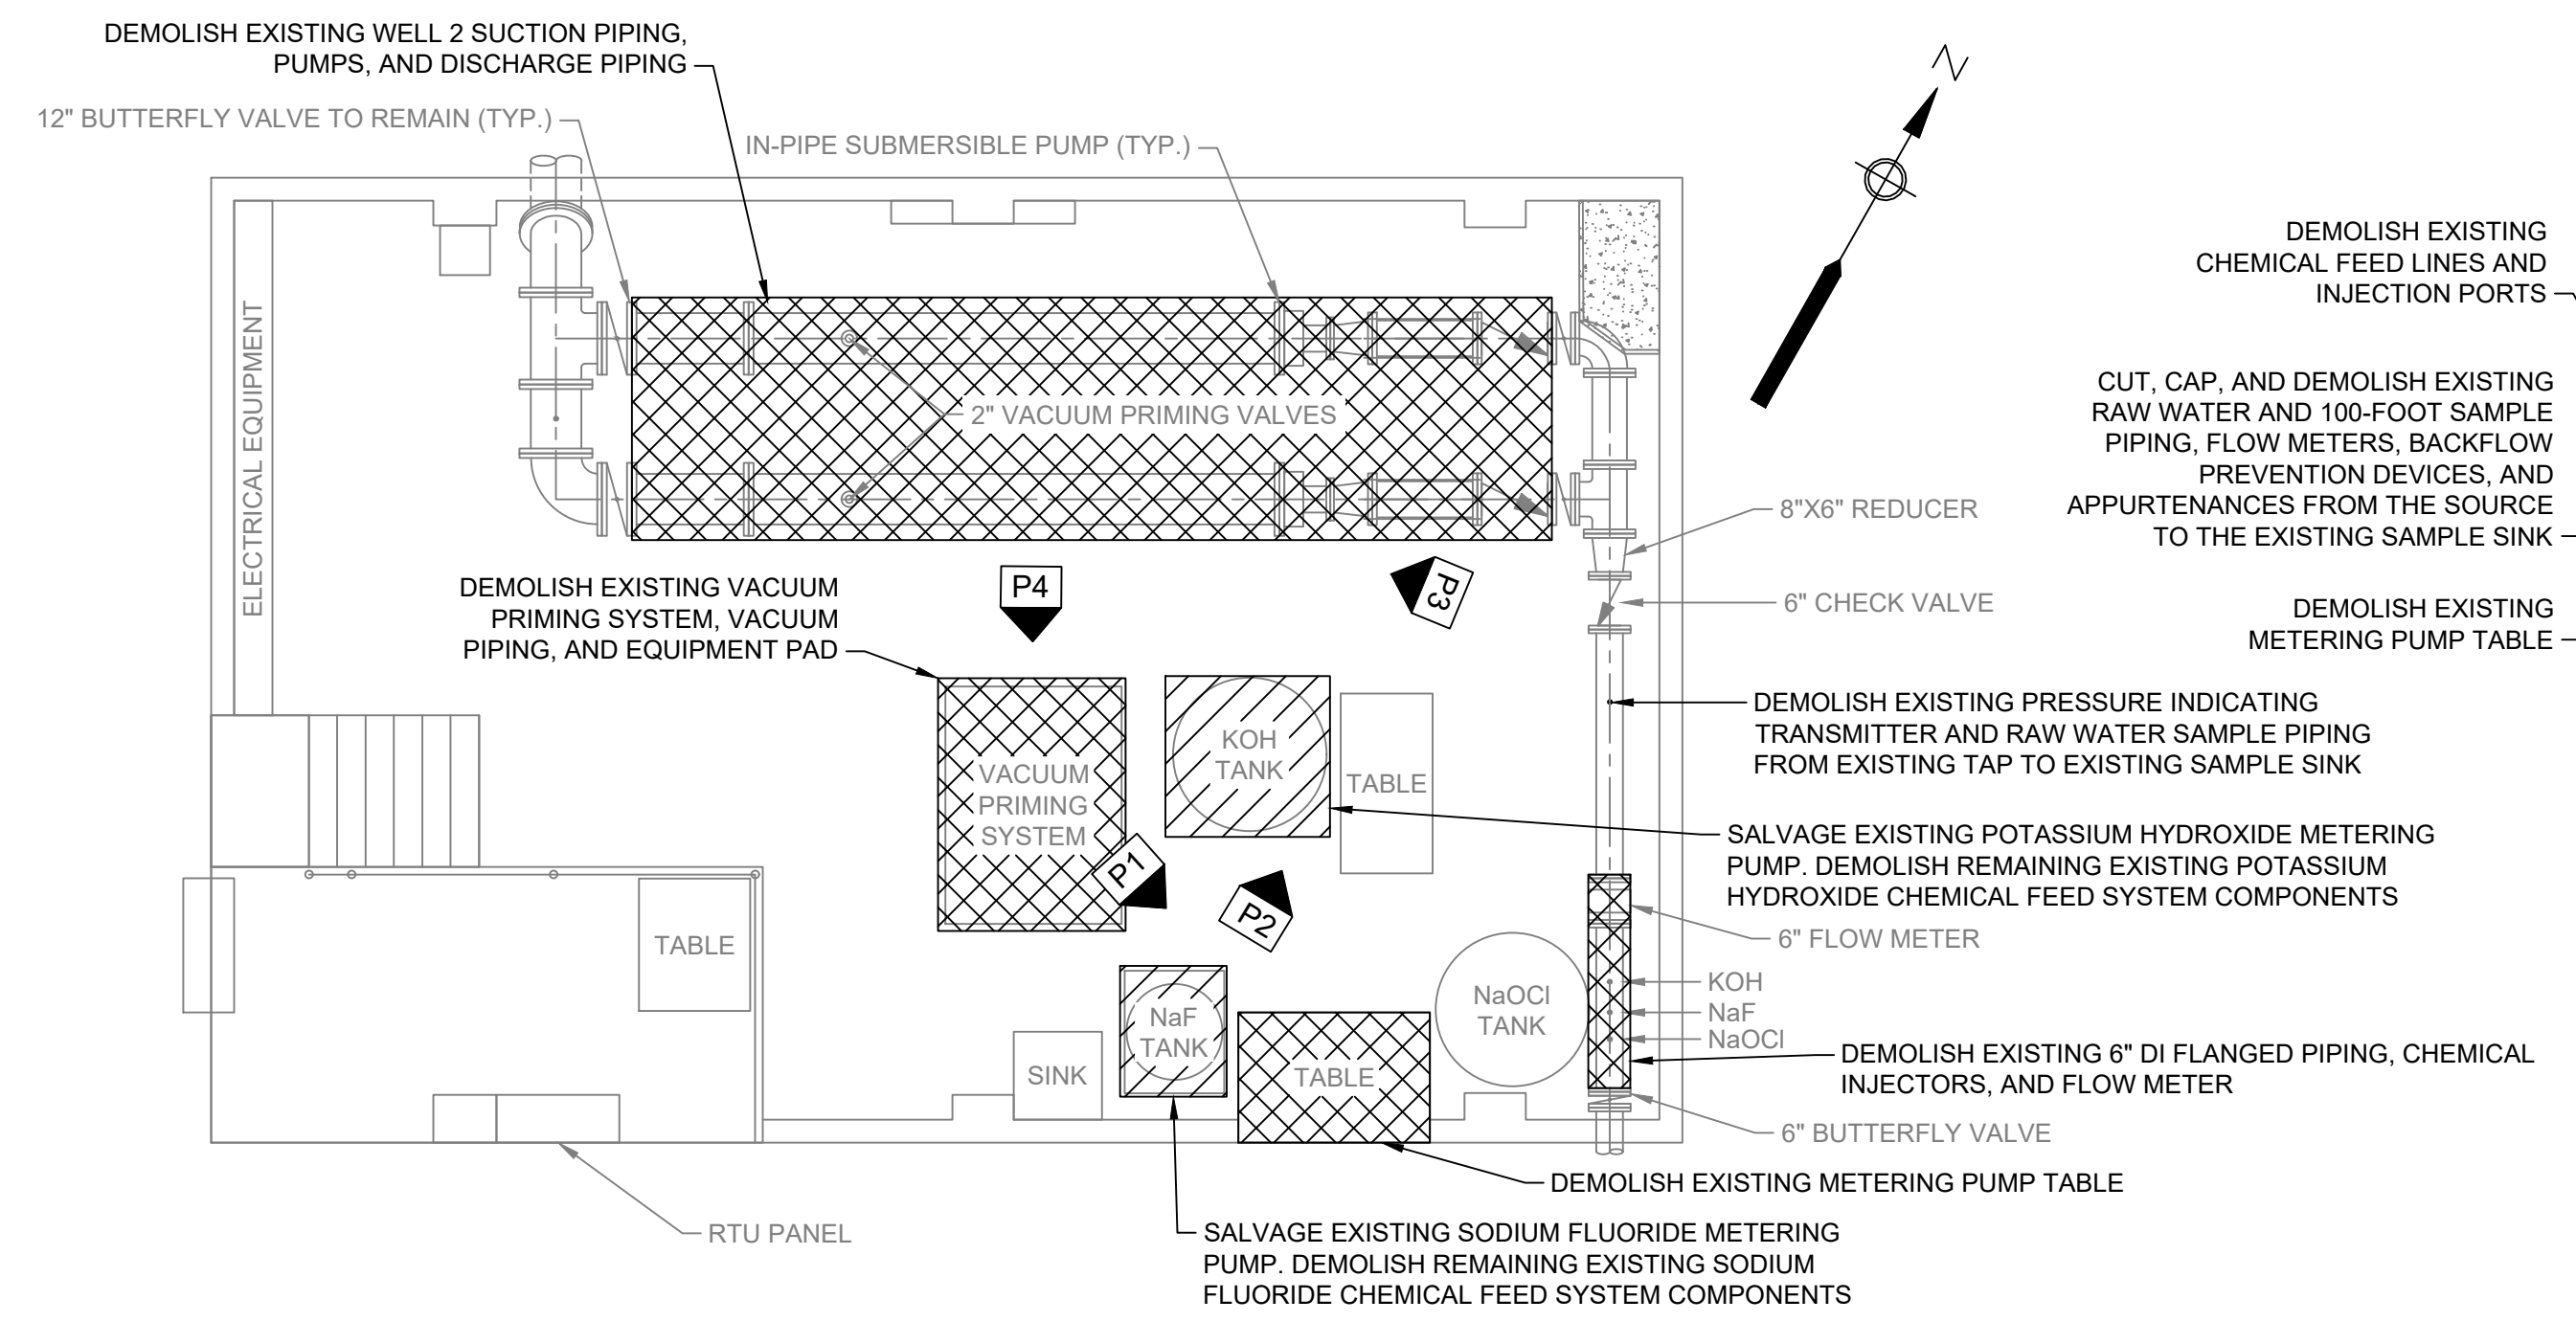 DEMOLISH EXISTING WELL 2 SUCTION PIPING,
PUMPS, AND DISCHARGE PIPING
12" BUTTERFLY VALVE TO REMAIN (TYP.)
IN-PIPE SUBMERSIBLE PUMP (TYP.)
N
DEMOLISH EXISTING
CHEMICAL FEED LINES AND
INJECTION PORTS
ELECTRICAL EQUIPMENT
2" VACUUM PRIMING VALVES
CUT, CAP, AND DEMOLISH EXISTING
RAW WATER AND 100-FOOT SAMPLE
PIPING, FLOW METERS, BACKFLOW
PREVENTION DEVICES, AND
APPURTENANCES FROM THE SOURCE
TO THE EXISTING SAMPLE SINK
8"X6" REDUCER
6" CHECK VALVE
DEMOLISH EXISTING
METERING PUMP TABLE
DEMOLISH EXISTING VACUUM
PRIMING SYSTEM, VACUUM
PIPING, AND EQUIPMENT PAD
P4
P3
DEMOLISH EXISTING PRESSURE INDICATING
TRANSMITTER AND RAW WATER SAMPLE PIPING
FROM EXISTING TAP TO EXISTING SAMPLE SINK
VACUUM
PRIMING
SYSTEM
KOH
TANK
TABLE
SALVAGE EXISTING POTASSIUM HYDROXIDE METERING
PUMP. DEMOLISH REMAINING EXISTING POTASSIUM
HYDROXIDE CHEMICAL FEED SYSTEM COMPONENTS
P1
P2
TABLE
6" FLOW METER
KOH
NaF
NaOCl
NaOCl
TANK
NaF
TANK
SINK
TABLE
DEMOLISH EXISTING 6" DI FLANGED PIPING, CHEMICAL
INJECTORS, AND FLOW METER
6" BUTTERFLY VALVE
DEMOLISH EXISTING METERING PUMP TABLE
RTU PANEL
SALVAGE EXISTING SODIUM FLUORIDE METERING
PUMP. DEMOLISH REMAINING EXISTING SODIUM
FLUORIDE CHEMICAL FEED SYSTEM COMPONENTS